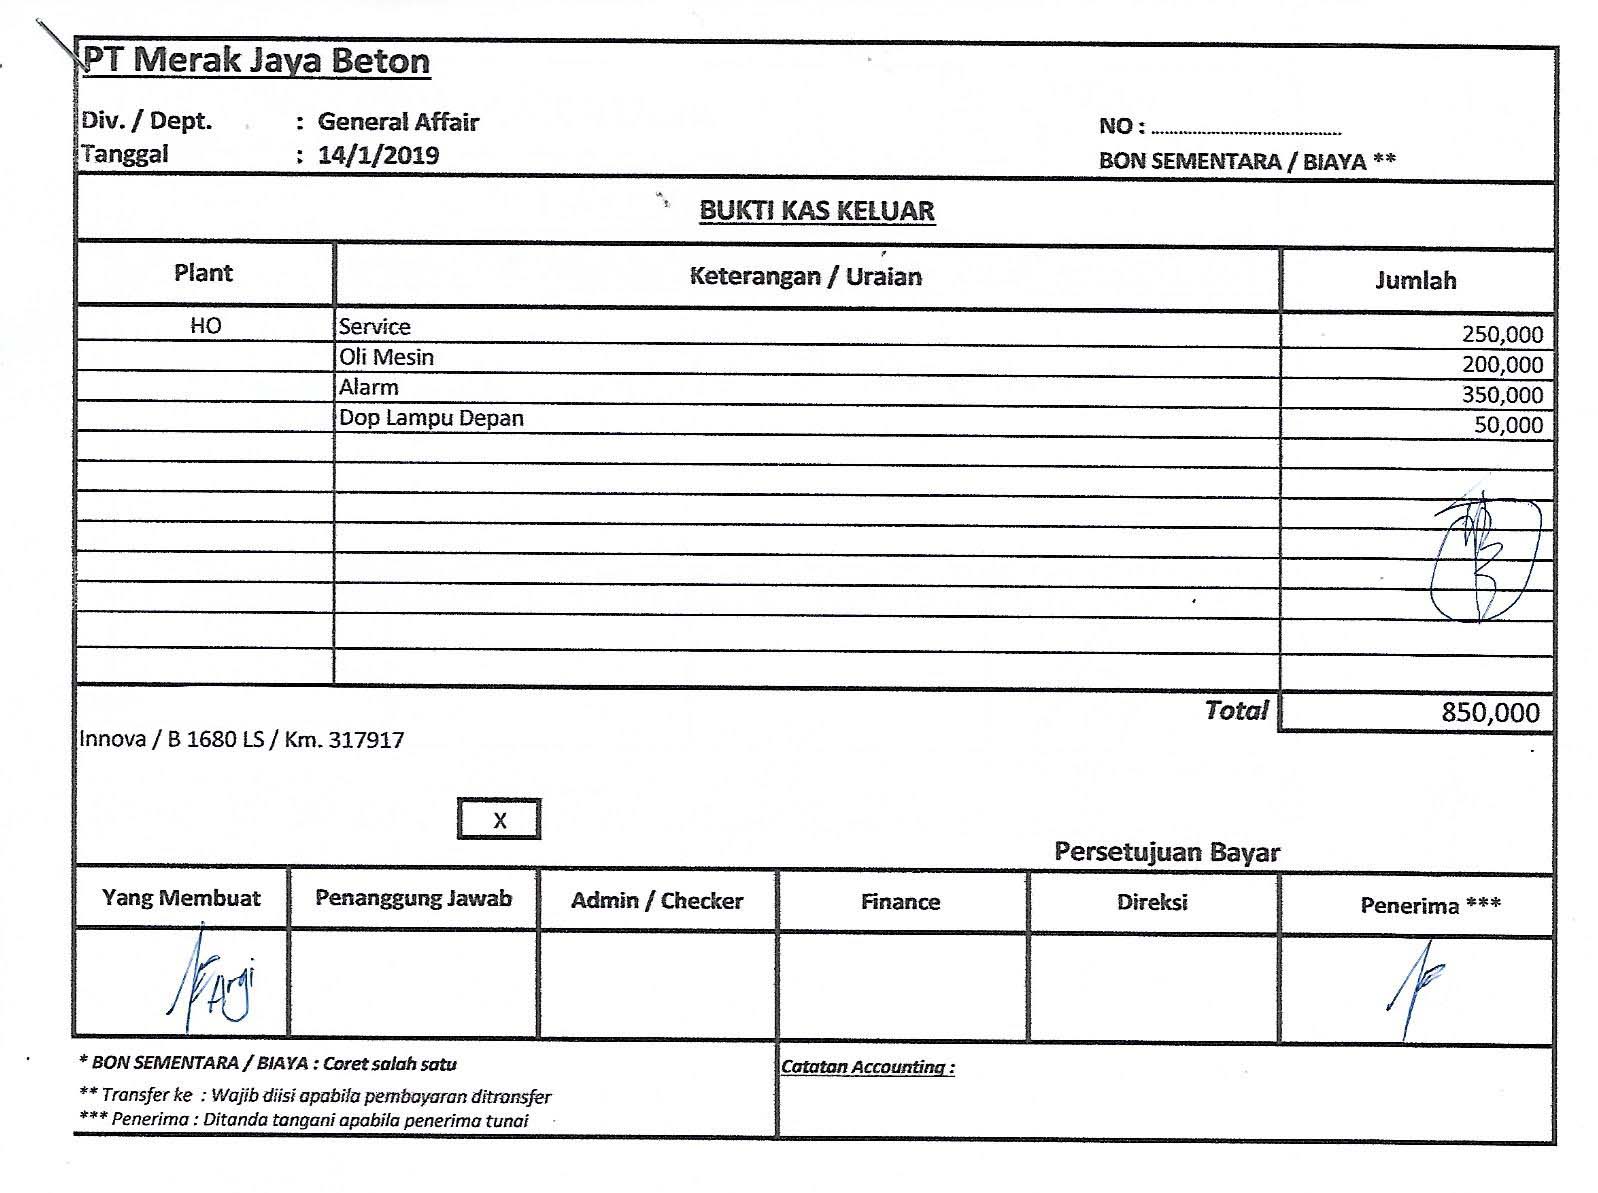 PT Merak Jaya Beton
Div. / Dept. : General Affair
NO : ......................................
Tanggal : 14/1/2019
BON SEMENTARA / BIAYA **
BUKTI KAS KELUAR
Plant Keterangan / Uraian Jumlah
HO Service 250,000
Oli Mesin 200,000
Alarm 350,000
Dop Lampu Depan 50,000
Total 850,000
Innova / B 1680 LS / Km. 317917
X
Persetujuan Bayar
Yang Membuat Penanggung Jawab Admin / Checker Finance Direksi Penerima ***
Argi
* BON SEMENTARA / BIAYA : Coret salah satu
Catatan Accounting :
** Transfer ke : Wajib diisi apabila pembayaran ditransfer
*** Penerima : Ditanda tangani apabila penerima tunai